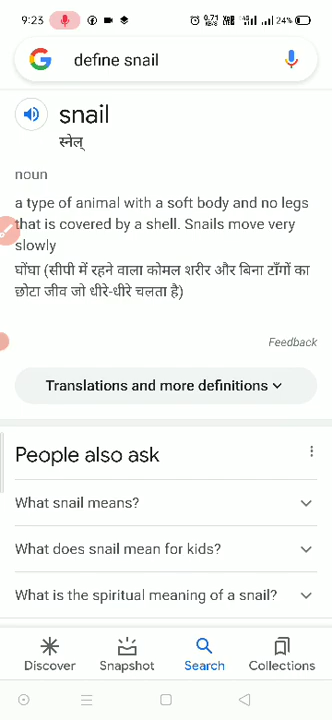 9:23
24%
define snail
snail
स्नेल्
noun
a type of animal with a soft body and no legs
that is covered by a shell. Snails move very
slowly
घोंघा (सीपी में रहने वाला कोमल शरीर और बिना टाँगों का
छोटा जीव जो धीरे-धीरे चलता है)
Feedback
Translations and more definitions
People also ask
What snail means?
What does snail mean for kids?
What is the spiritual meaning of a snail?
Discover Snapshot Search Collections